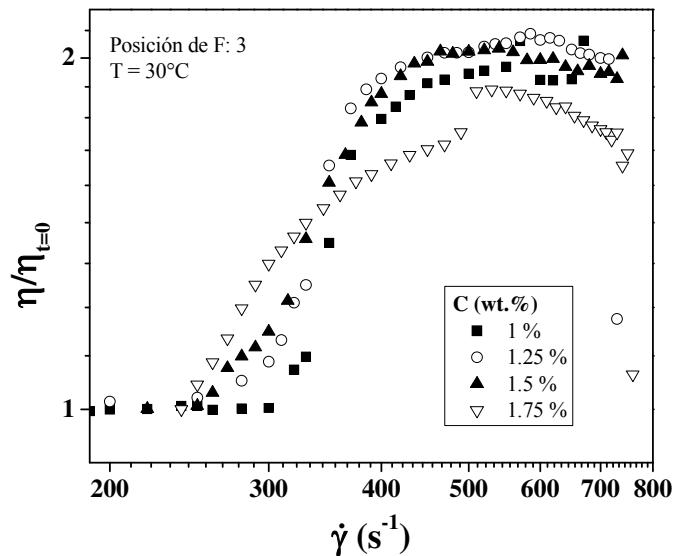 Posición de F: 3
T = 30°C
2
1
η/ηt=0
C (wt.%)
1 %
1.25 %
1.5 %
1.75 %
200 300 400 500 600 700 800
γ̇ (s⁻¹)